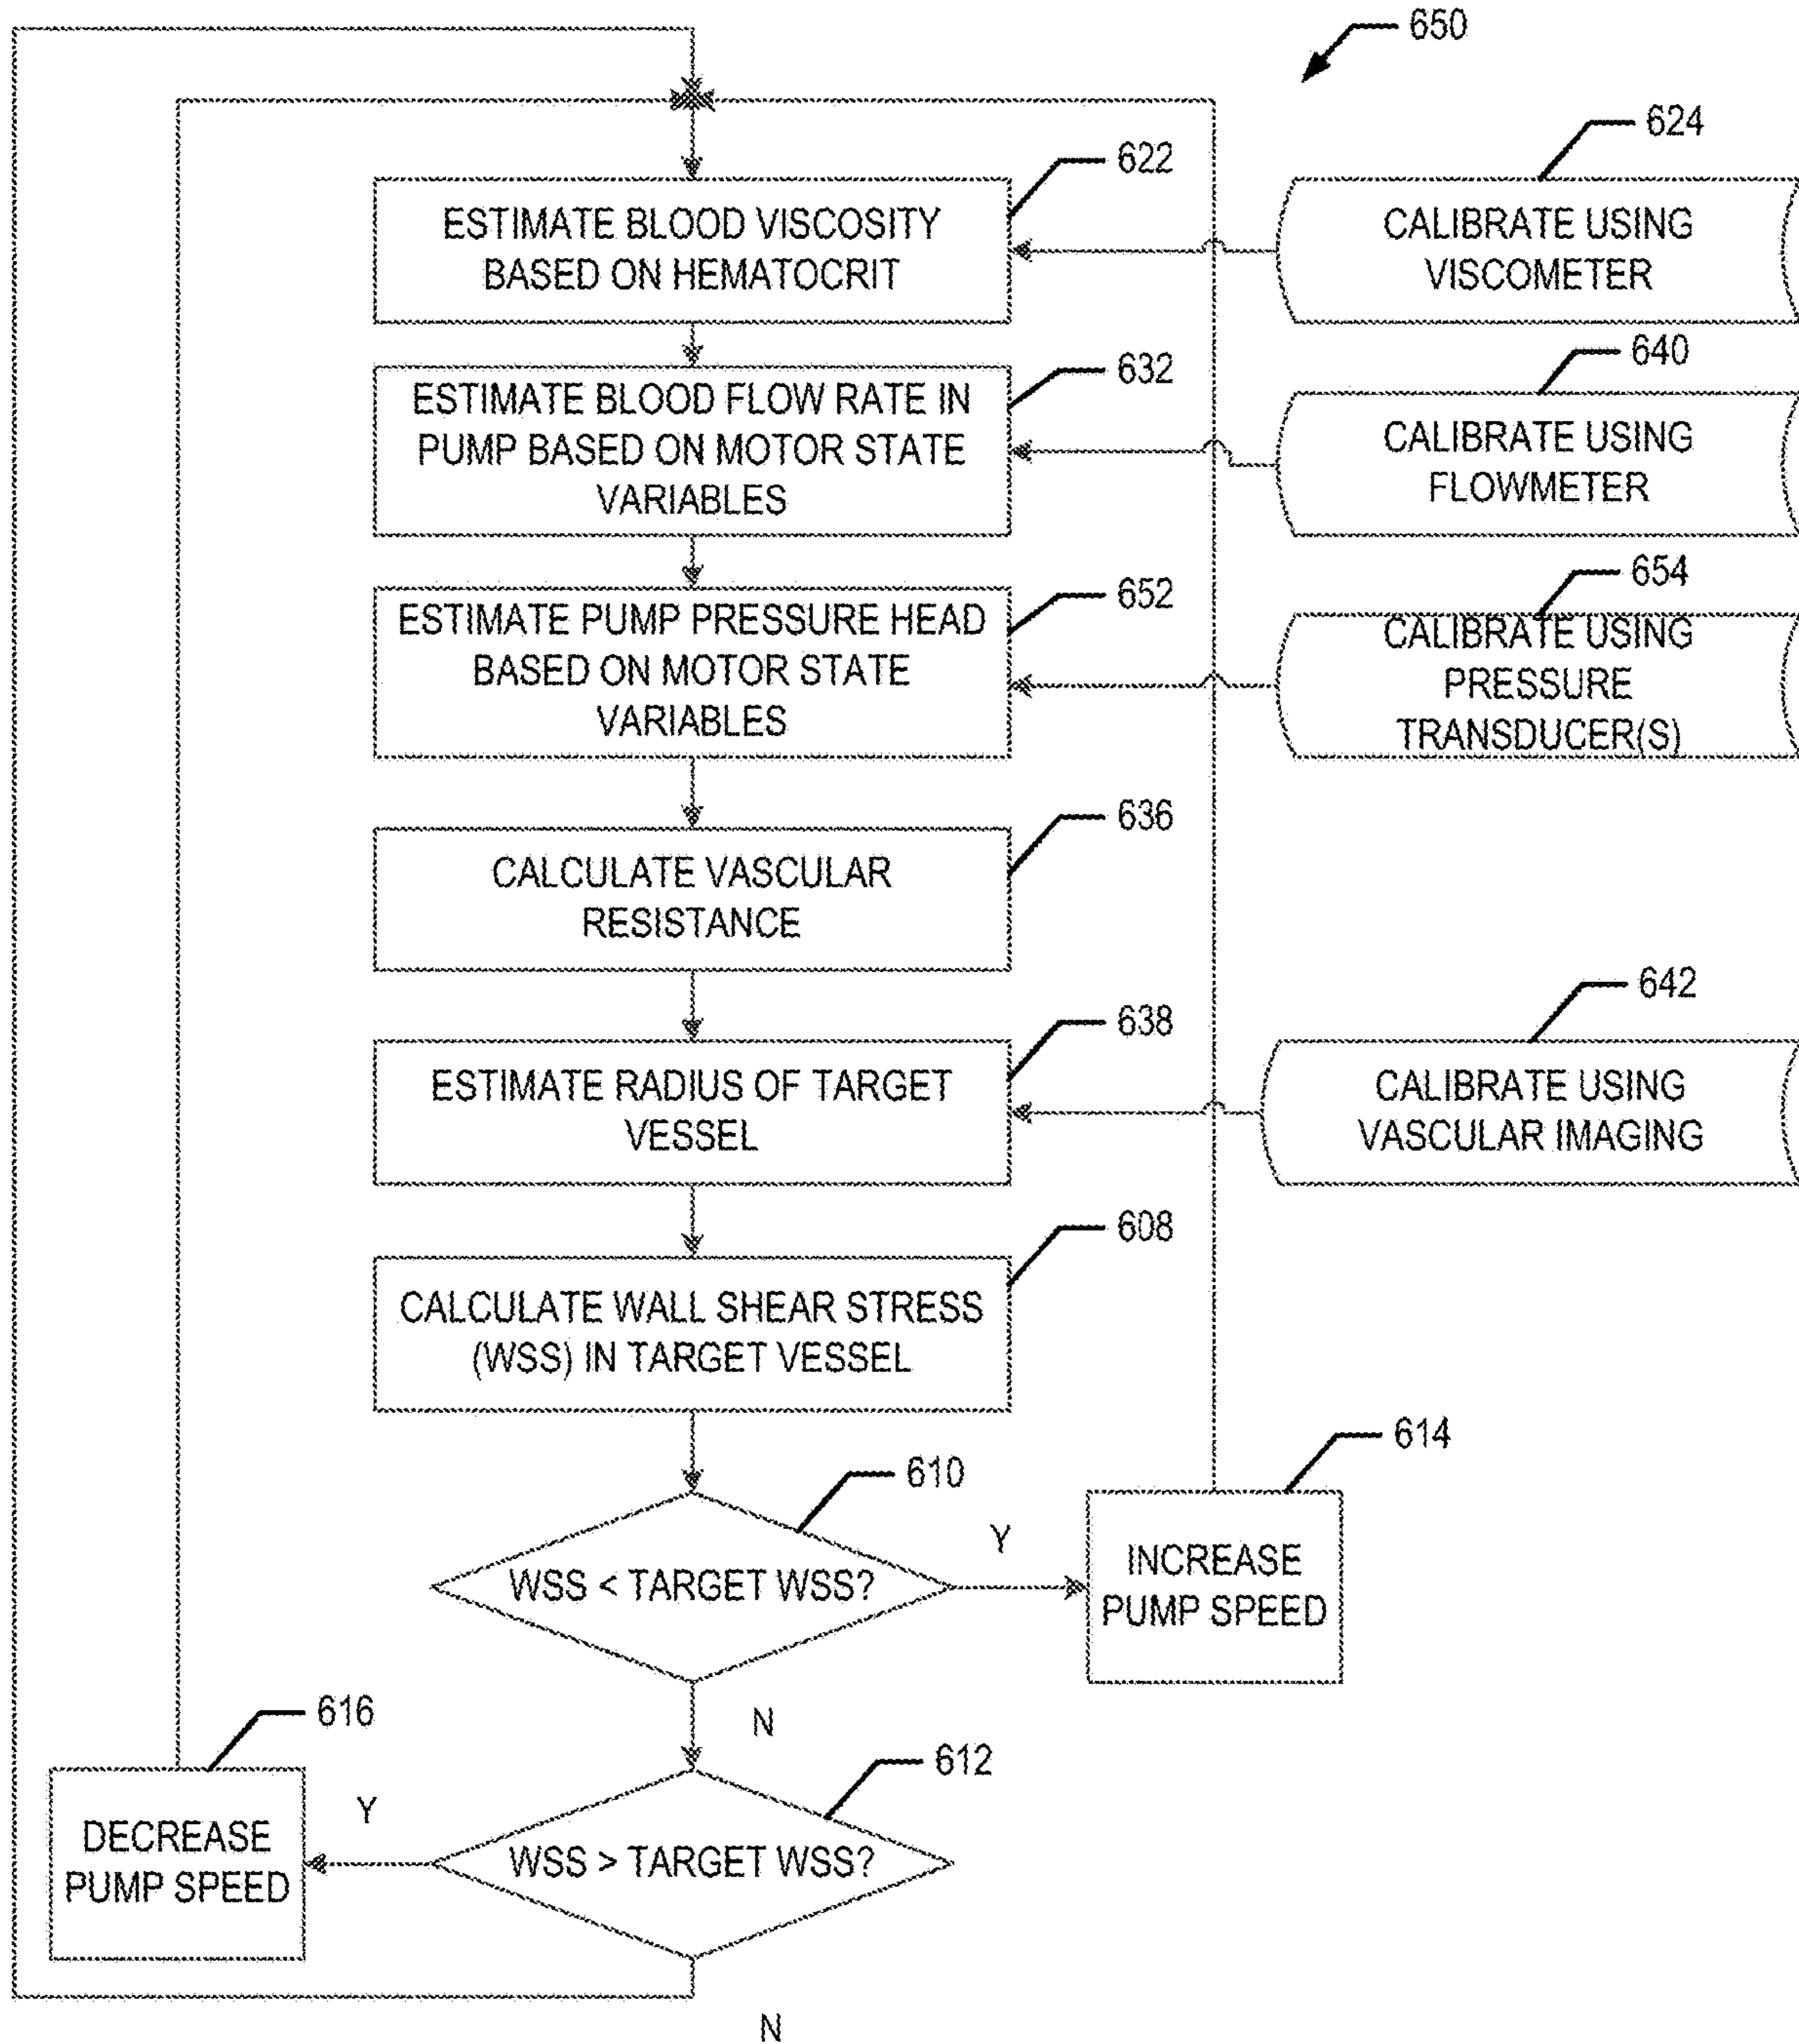 650
624
622
ESTIMATE BLOOD VISCOSITY
BASED ON HEMATOCRIT
CALIBRATE USING
VISCOMETER
640
632
ESTIMATE BLOOD FLOW RATE IN
PUMP BASED ON MOTOR STATE
VARIABLES
CALIBRATE USING
FLOWMETER
654
652
ESTIMATE PUMP PRESSURE HEAD
BASED ON MOTOR STATE
VARIABLES
CALIBRATE USING
PRESSURE
TRANSDUCER(S)
636
CALCULATE VASCULAR
RESISTANCE
642
638
ESTIMATE RADIUS OF TARGET
VESSEL
CALIBRATE USING
VASCULAR IMAGING
608
CALCULATE WALL SHEAR STRESS
(WSS) IN TARGET VESSEL
614
610
Y
WSS < TARGET WSS?
INCREASE
PUMP SPEED
N
616
612
Y
DECREASE
PUMP SPEED
WSS > TARGET WSS?
N